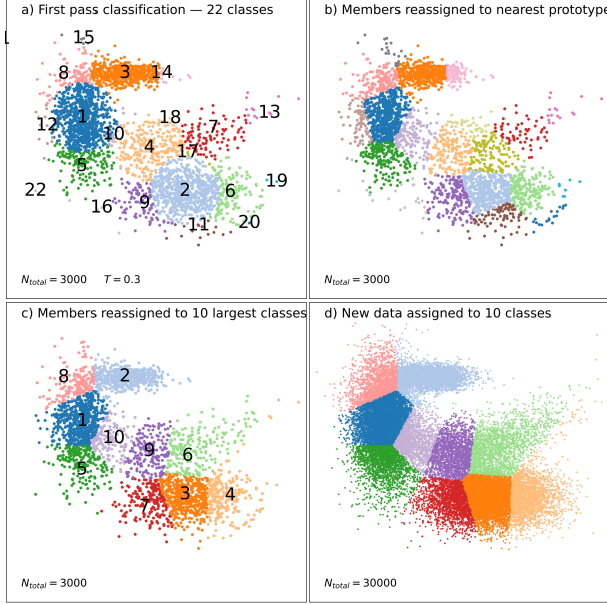 a) First pass classification — 22 classes
15
8 3 14
12 1 10 18 7 13
4 17
5
22 16 9 2 6 19
11 20
N_total = 3000 T = 0.3
b) Members reassigned to nearest prototype
N_total = 3000
c) Members reassigned to 10 largest classes
8 2
1
10 9 6
5
7 3 4
N_total = 3000
d) New data assigned to 10 classes
N_total = 30000